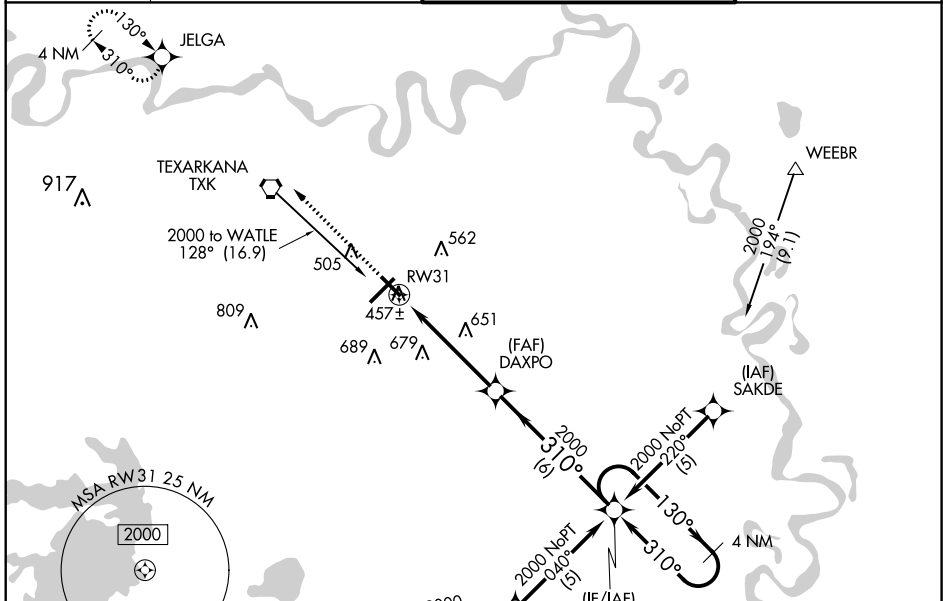 130°
JELGA
4 NM
310°
TEXARKANA
TXK
WEEBR
917
2000
194°
(9.1)
2000 to WATLE
128° (16.9)
562
505
RW31
457±
809
651
689
679
(FAF)
DAXPO
(IAF)
SAKDE
2000
310°
(6)
2000 NoPT
220°
(5)
MSA RW31 25 NM
2000
130°
4 NM
310°
2000 NoPT
040°
(5)
(IF/IAF)